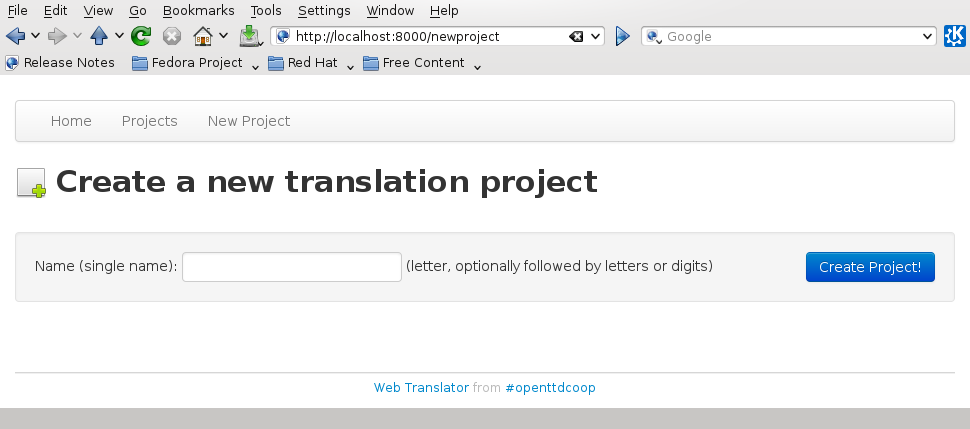 File Edit View Go Bookmarks Tools Settings Window Help
http://localhost:8000/newproject Google
Release Notes Fedora Project Red Hat Free Content
Home Projects New Project
Create a new translation project
Name (single name): (letter, optionally followed by letters or digits) Create Project!
Web Translator from #openttdcoop